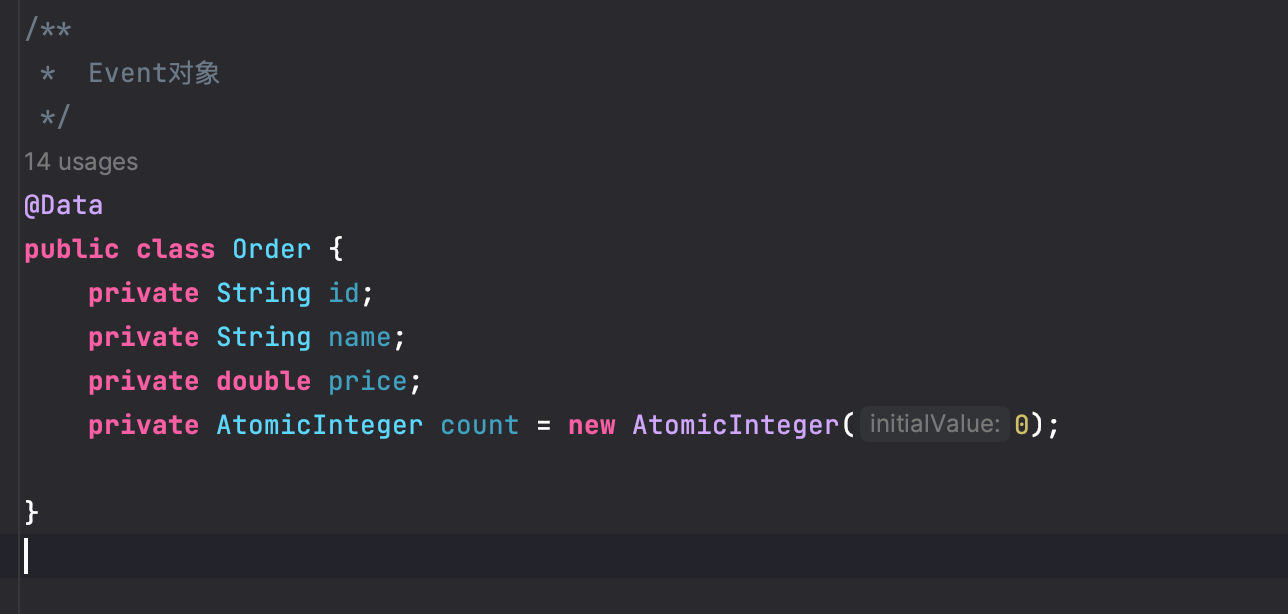 /**
 *  Event对象
 */
14 usages
@Data
public class Order {
    private String id;
    private String name;
    private double price;
    private AtomicInteger count = new AtomicInteger( initialValue: 0);
}